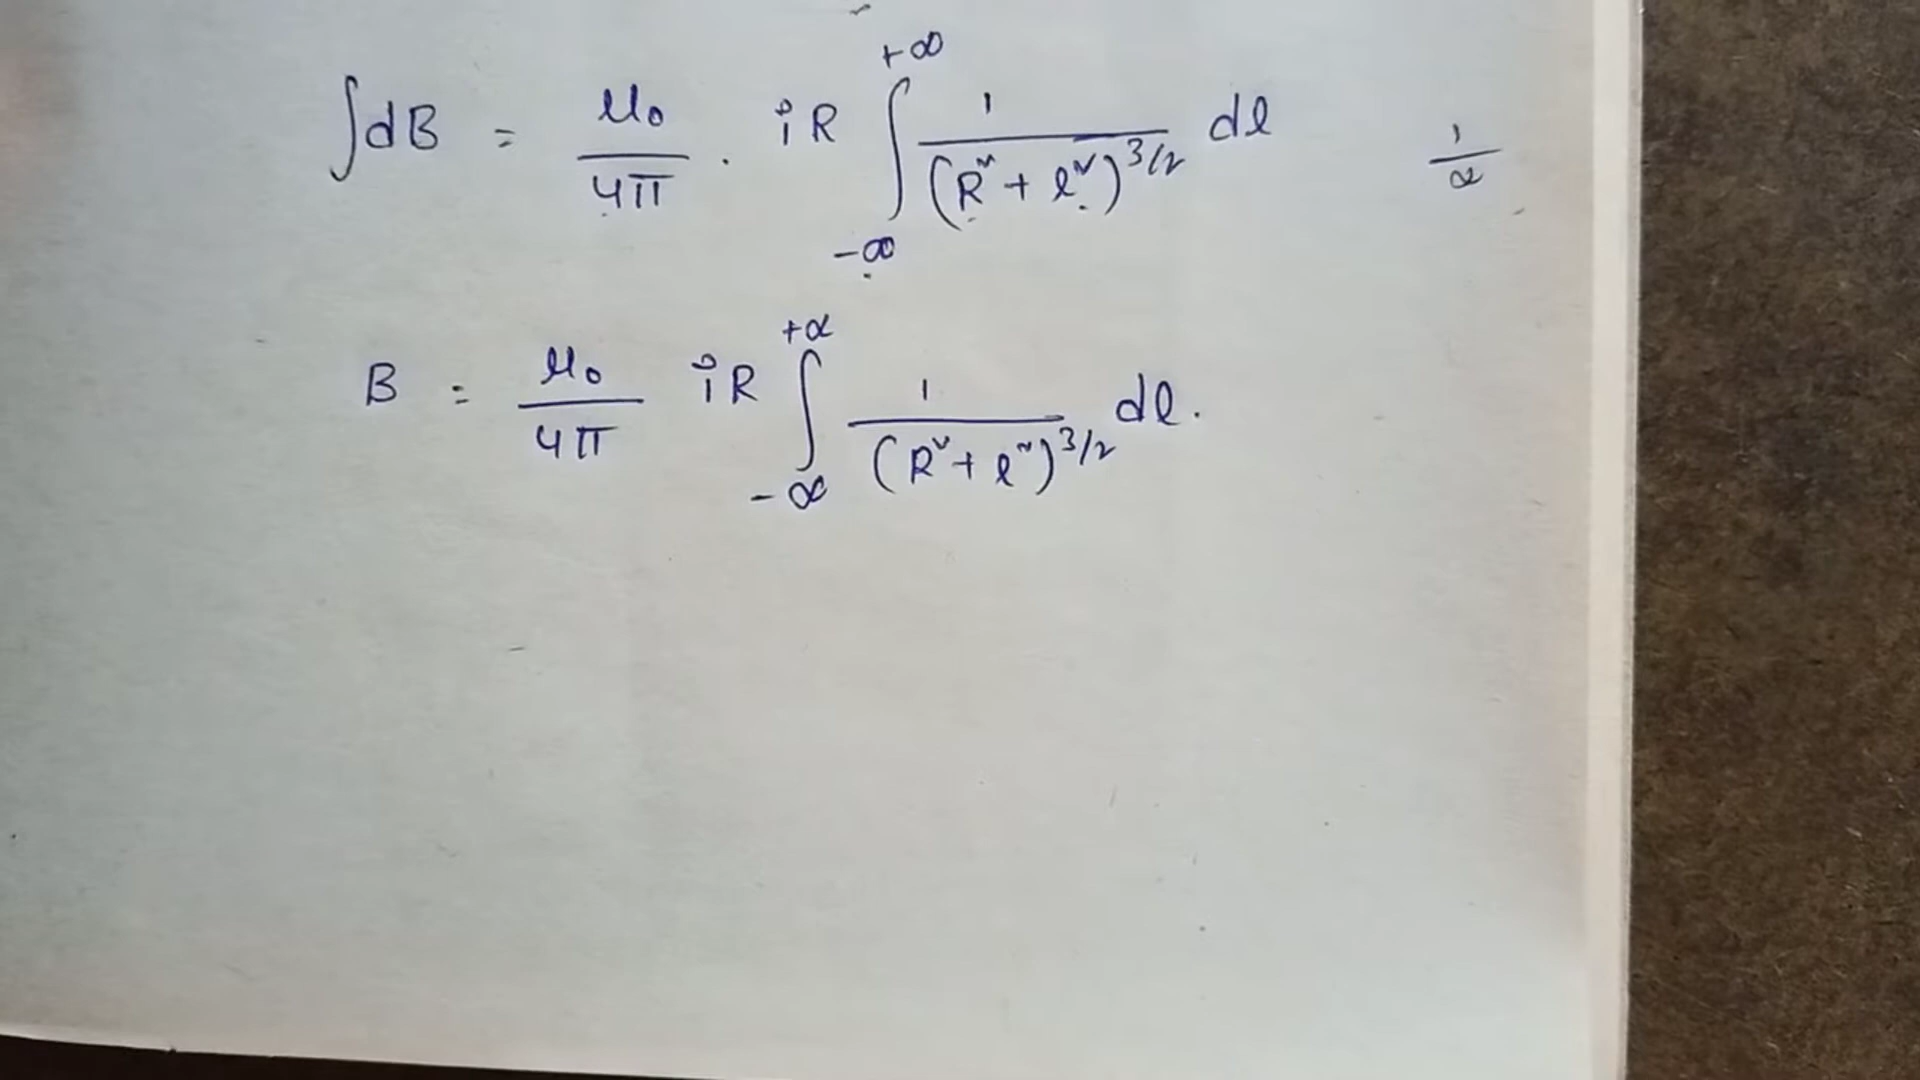 ∫dB = μ₀/4π . iR ∫_{-∞}^{+∞} 1/(R² + l²)^{3/2} dl 1/x
B = μ₀/4π iR ∫_{-∞}^{+∞} 1/(R² + l²)^{3/2} dl.